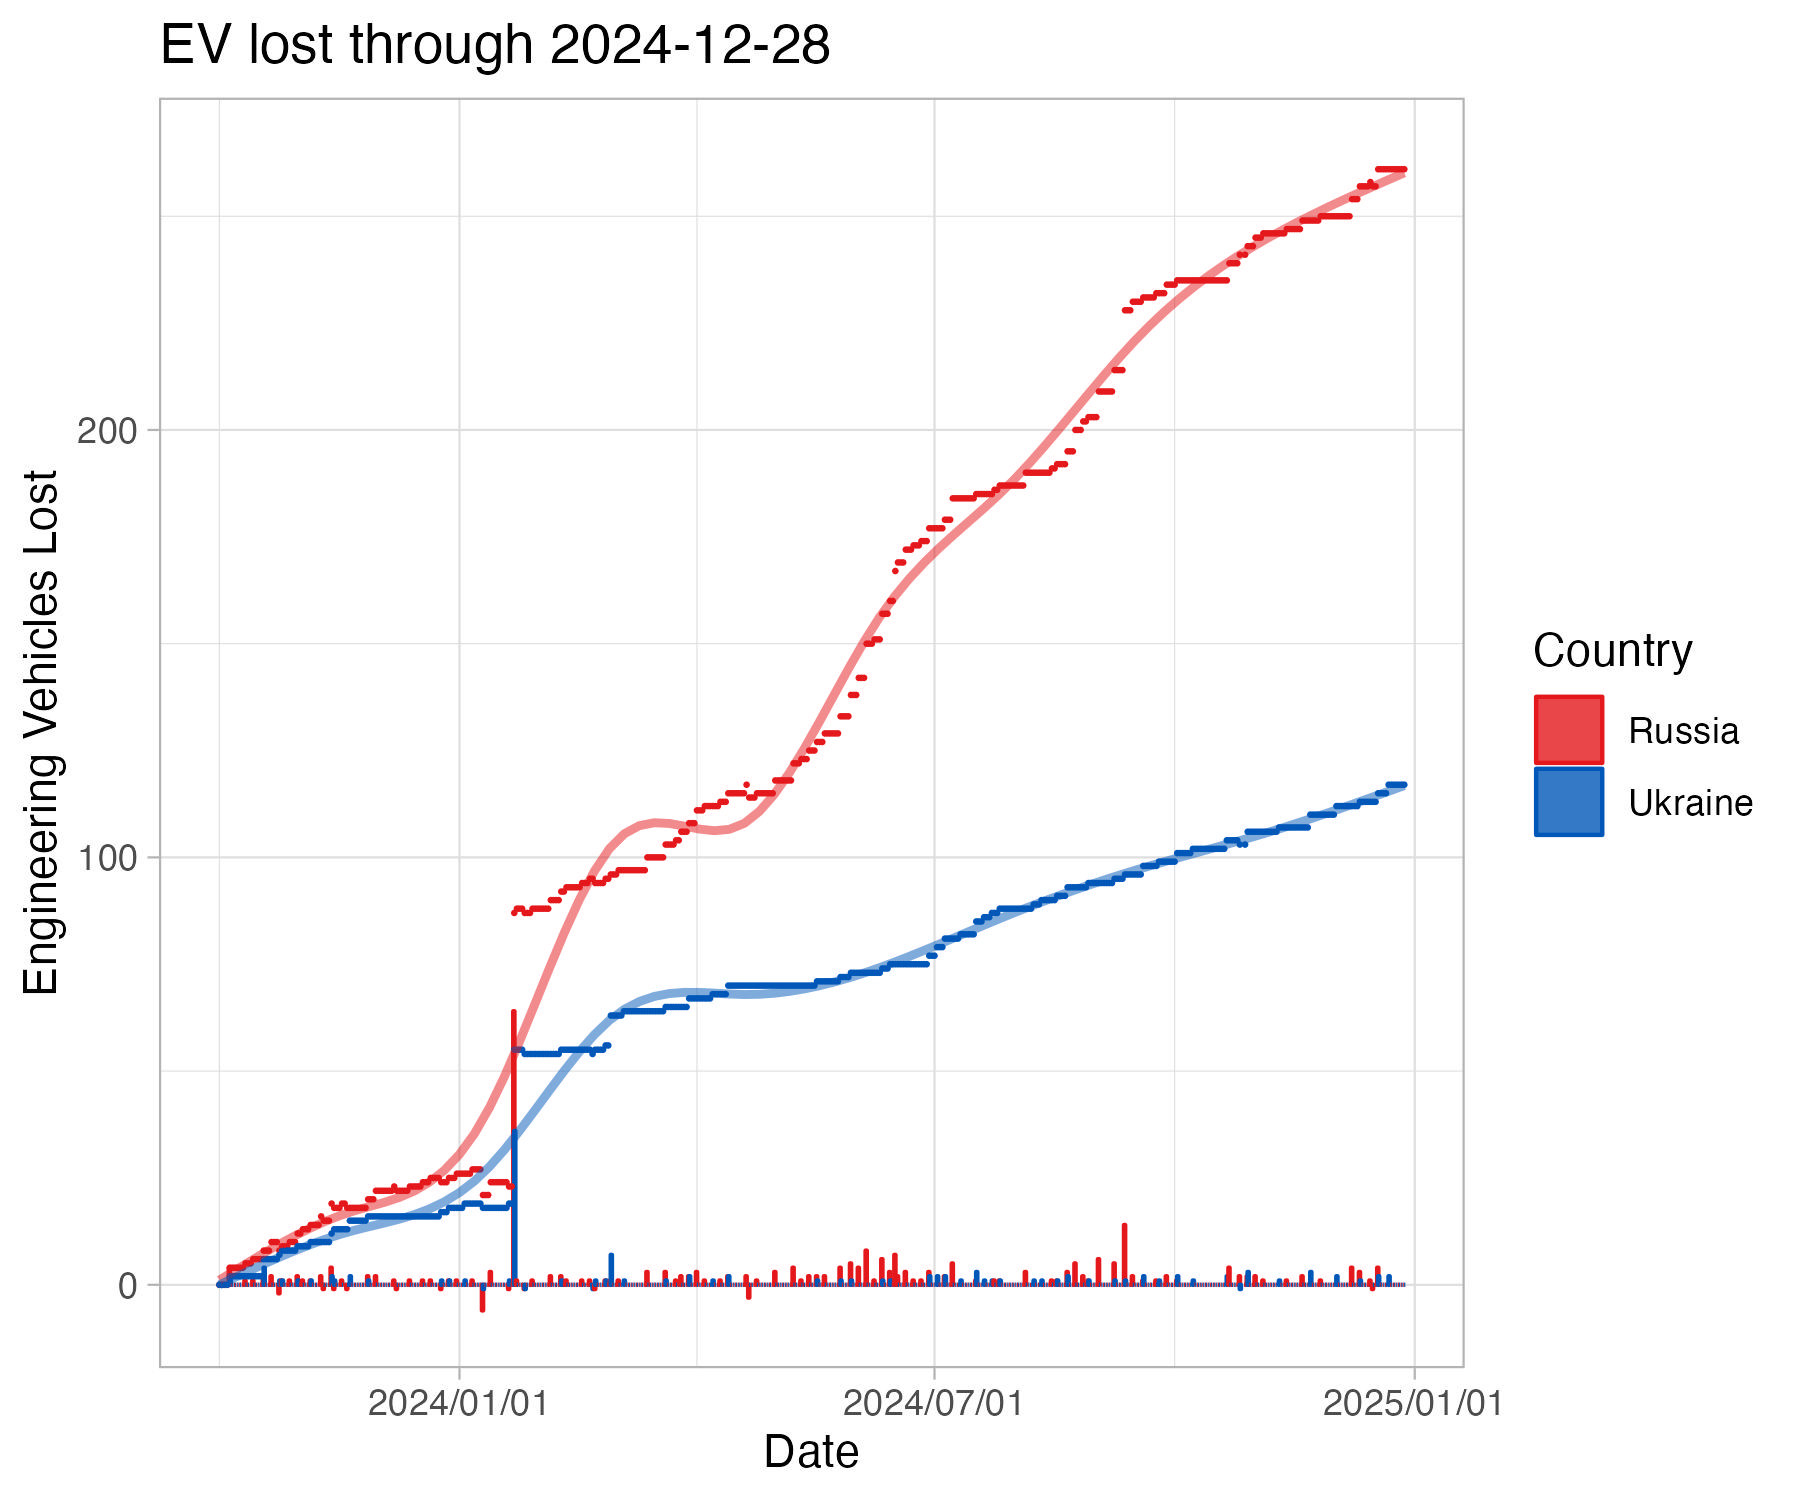 EV lost through 2024-12-28
Engineering Vehicles Lost
200
100
0
2024/01/01
2024/07/01
2025/01/01
Date
Country
Russia
Ukraine